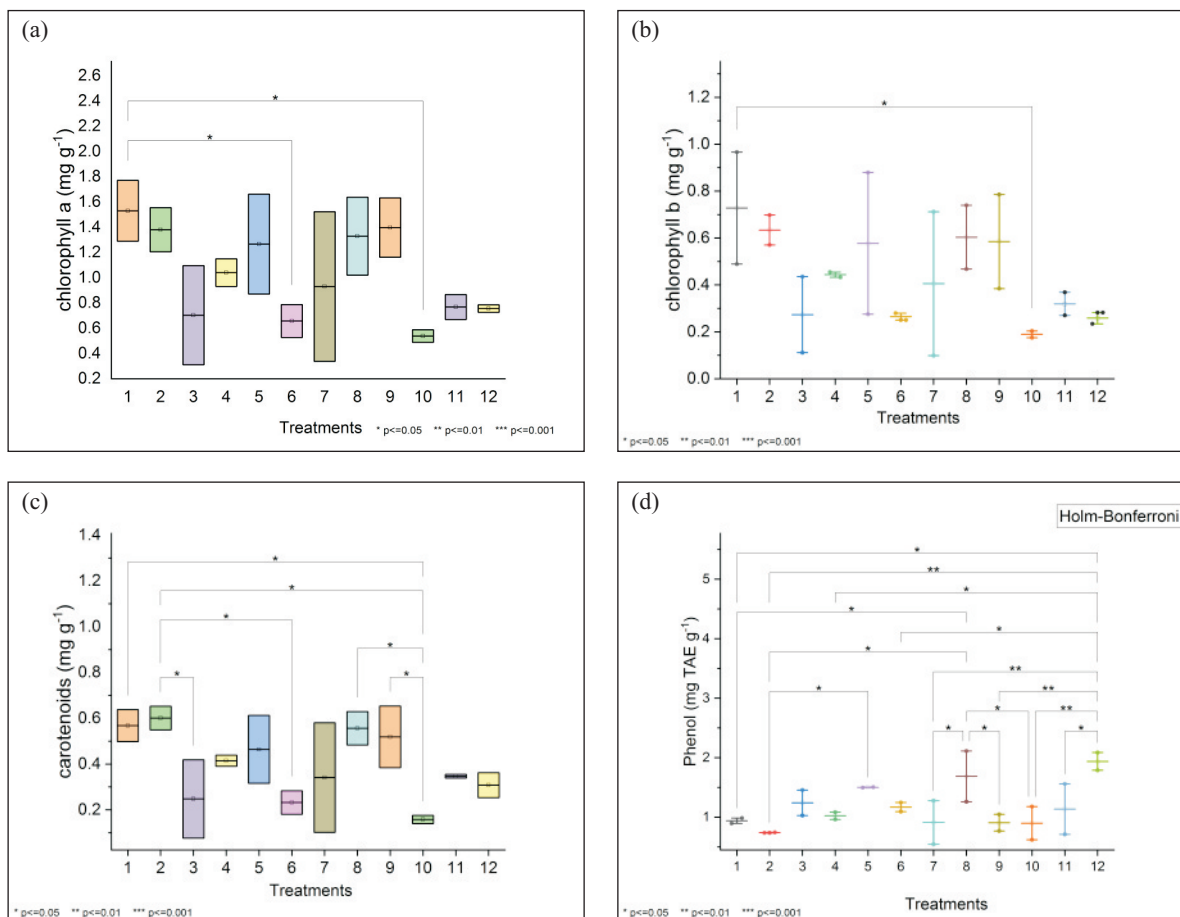 (a)
chlorophyll a (mg g⁻¹)
2.6
2.4
2.2
2.0
1.8
1.6
1.4
1.2
1.0
0.8
0.6
0.4
0.2
*
*
1 2 3 4 5 6 7 8 9 10 11 12
Treatments * p<=0.05 ** p<=0.01 *** p<=0.001
(b)
chlorophyll b (mg g⁻¹)
1.2
1.0
0.8
0.6
0.4
0.2
0.0
*
1 2 3 4 5 6 7 8 9 10 11 12
Treatments
* p<=0.05 ** p<=0.01 *** p<=0.001
(c)
carotenoids (mg g⁻¹)
1.4
1.2
1.0
0.8
0.6
0.4
0.2
*
*
*
*
*
*
1 2 3 4 5 6 7 8 9 10 11 12
Treatments
* p<=0.05 ** p<=0.01 *** p<=0.001
(d)
Holm-Bonferroni
Phenol (mg TAE g⁻¹)
5
4
3
2
1
*
**
*
*
*
*
**
*
**
*
**
*
*
*
1 2 3 4 5 6 7 8 9 10 11 12
Treatments
* p<=0.05 ** p<=0.01 *** p<=0.001